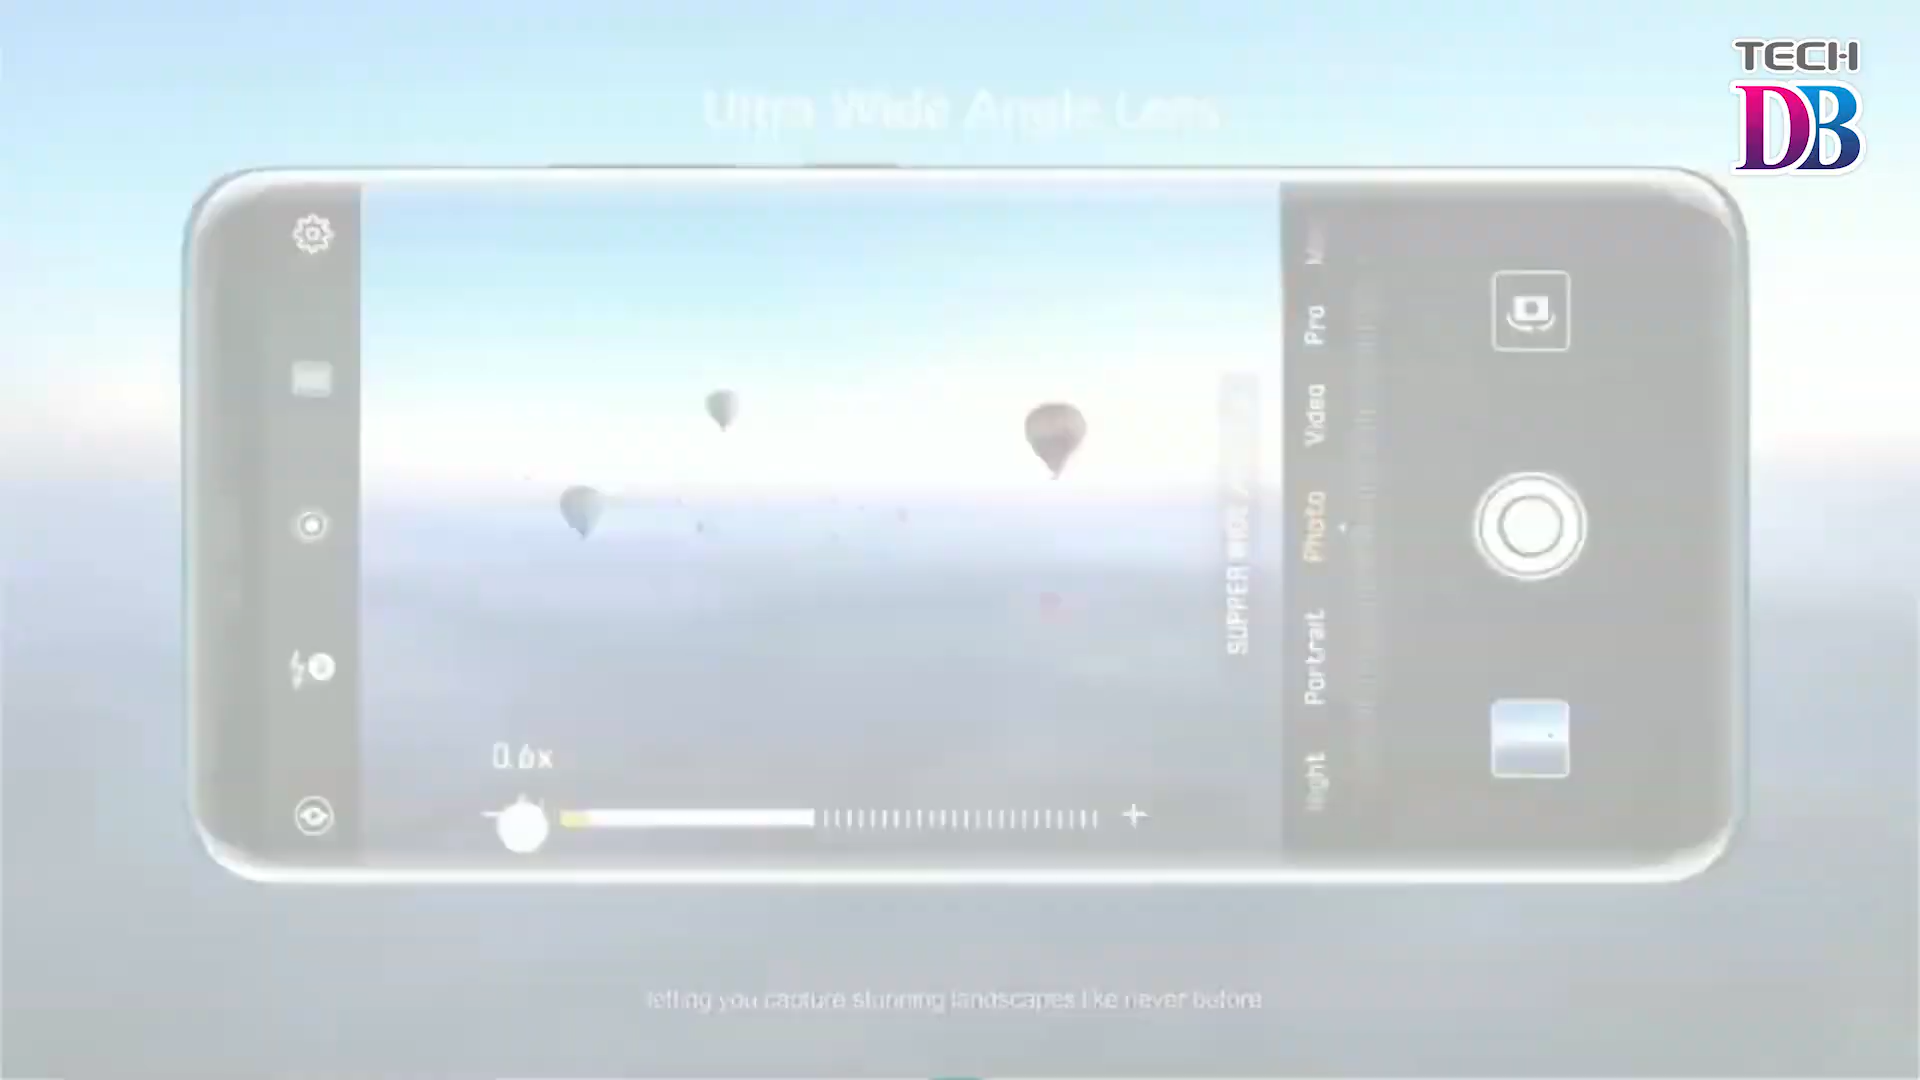 TECH
DB
Ultra Wide Angle Lens
Pro
Video
Photo
Portrait
Night
SUPPER WIDE
0.6x
letting you capture stunning landscapes like never before